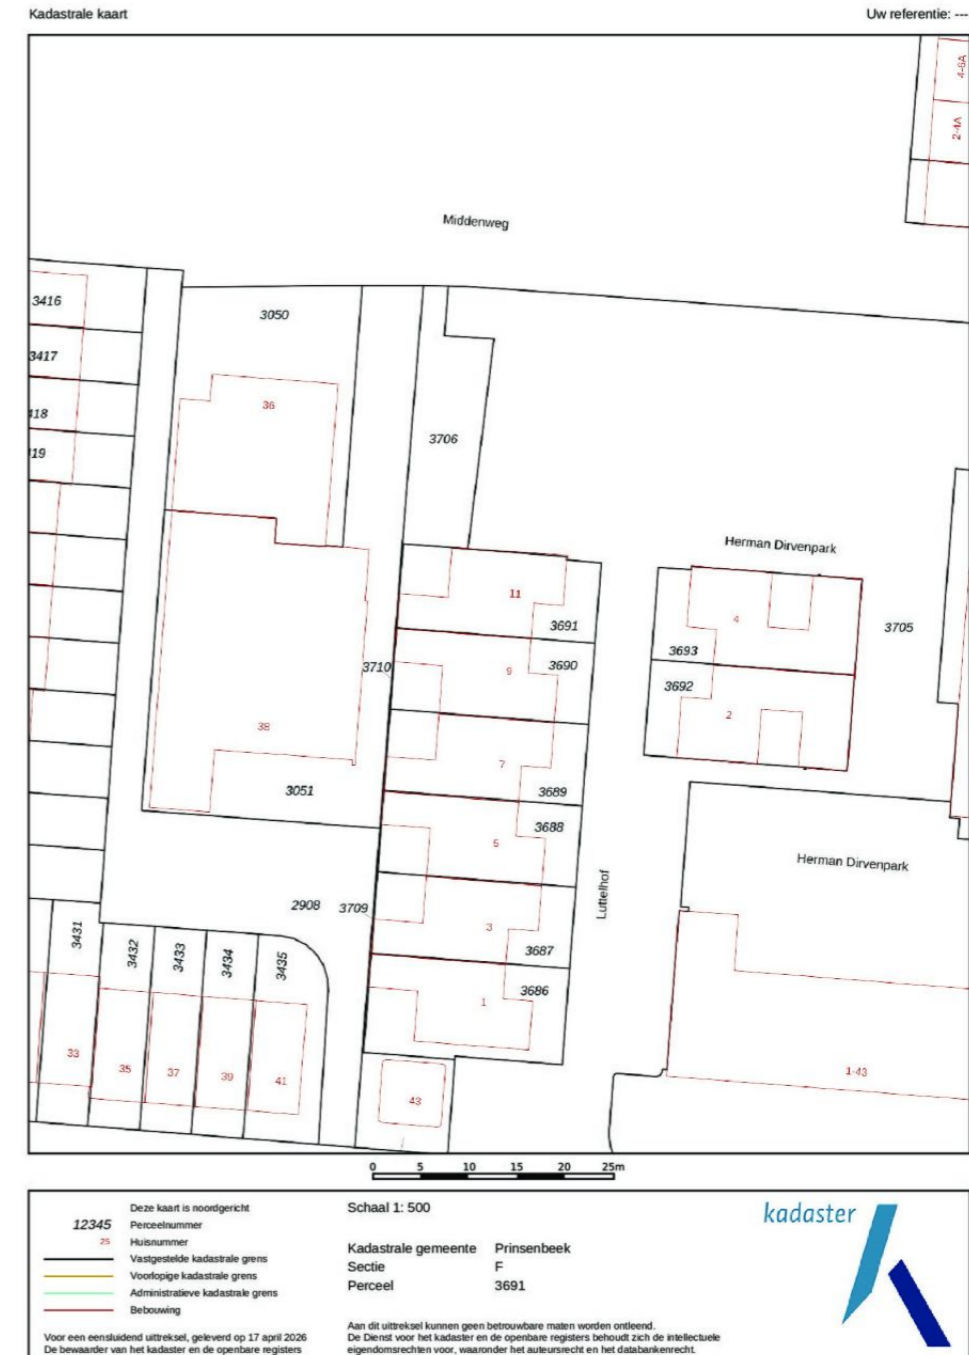 Kadastrale kaart
Uw referentie: ---
4-6A
2-4A
Middenweg
3416
3050
3417
36
418
3706
419
Herman Dirvenpark
11
4
3691
3705
3693
3710
9
3690
3692
2
38
7
3051
3689
3688
5
Herman Dirvenpark
Luttelhof
2908
3709
3431
3432
3433
3434
3435
3
3687
3686
1
33
35
37
39
41
43
1-43
0 5 10 15 20 25m
Deze kaart is noordgericht
12345 Perceelnummer
25 Huisnummer
Vastgestelde kadastrale grens
Voorlopige kadastrale grens
Administratieve kadastrale grens
Bebouwing
Voor een eensluidend uittreksel, geleverd op 17 april 2026
De bewaarder van het kadaster en de openbare registers
Schaal 1: 500
Kadastrale gemeente Prinsenbeek
Sectie F
Perceel 3691
Aan dit uittreksel kunnen geen betrouwbare maten worden ontleend.
De Dienst voor het kadaster en de openbare registers behoudt zich de intellectuele
eigendomsrechten voor, waaronder het auteursrecht en het databankenrecht.
kadaster